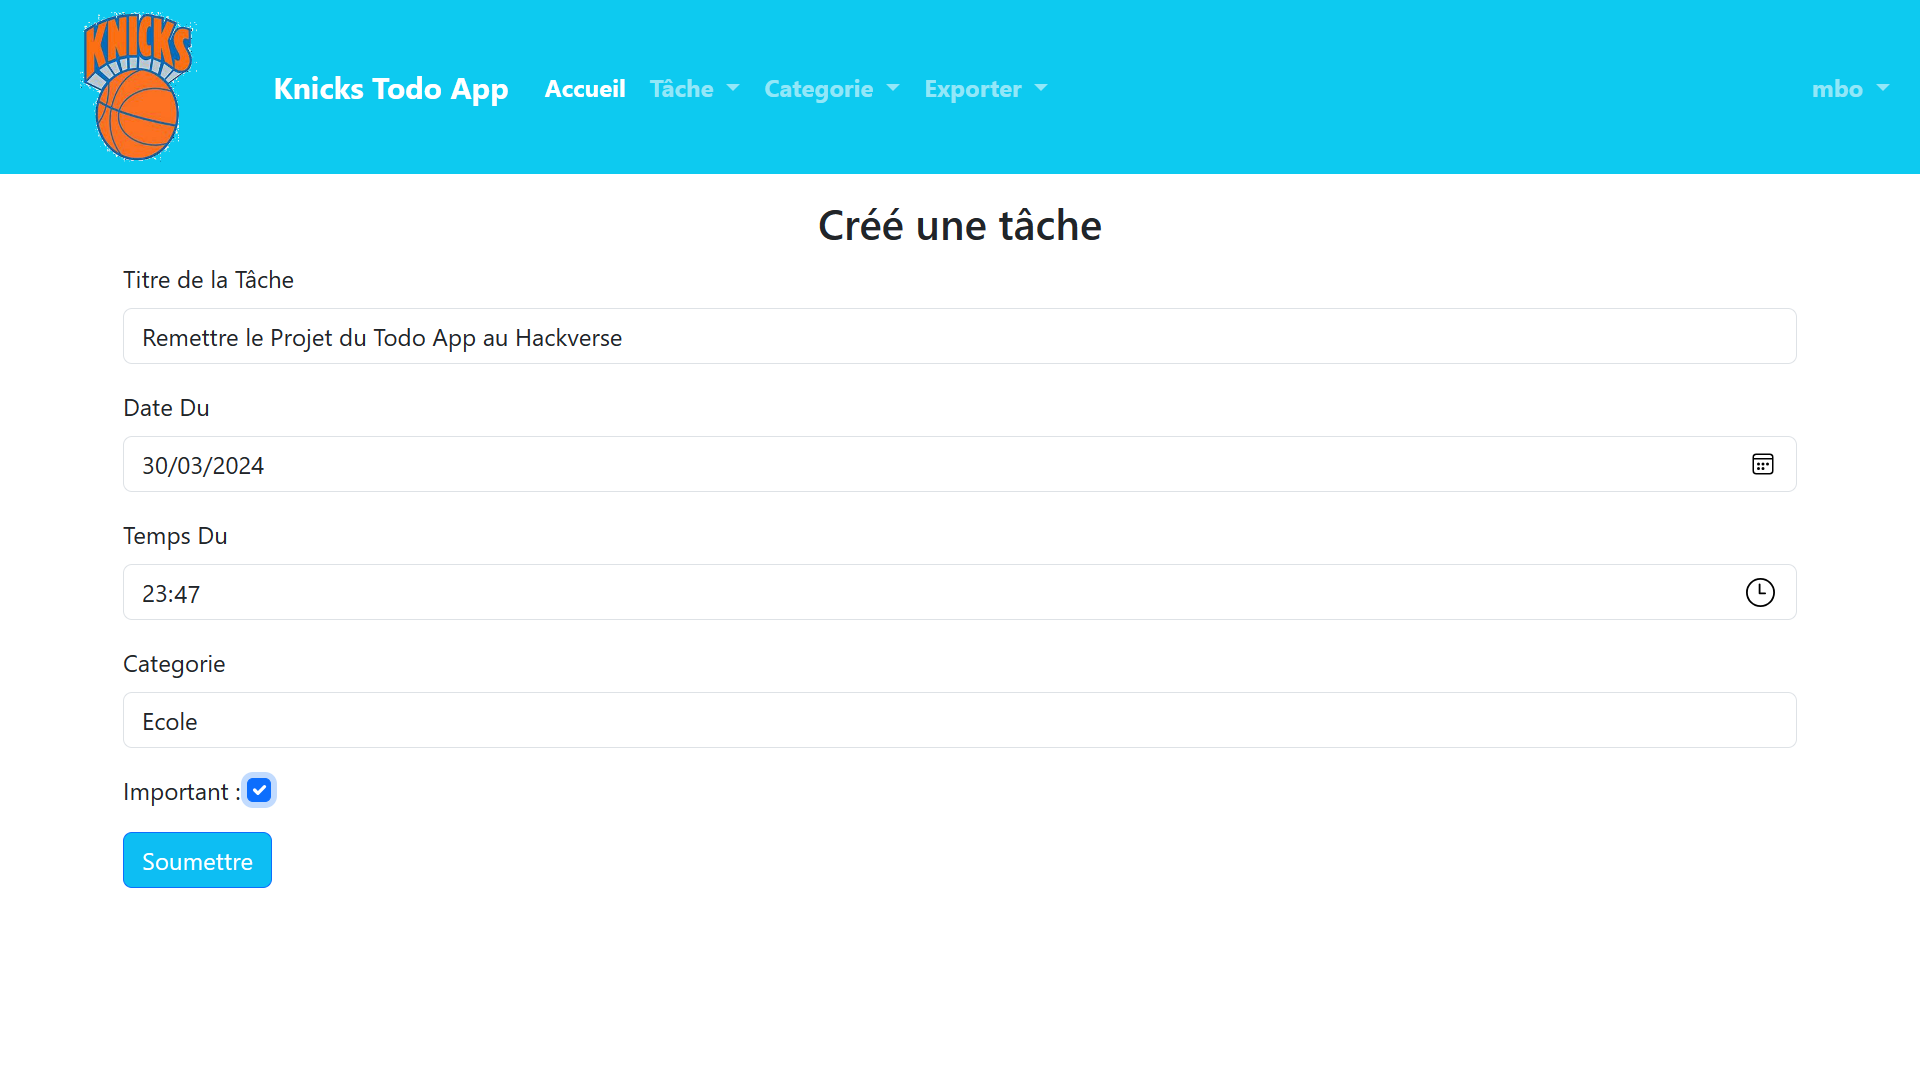 KNICKS
Knicks Todo App Accueil Tâche Categorie Exporter mbo
Créé une tâche
Titre de la Tâche
Remettre le Projet du Todo App au Hackverse
Date Du
30/03/2024
Temps Du
23:47
Categorie
Ecole
Important :
Soumettre